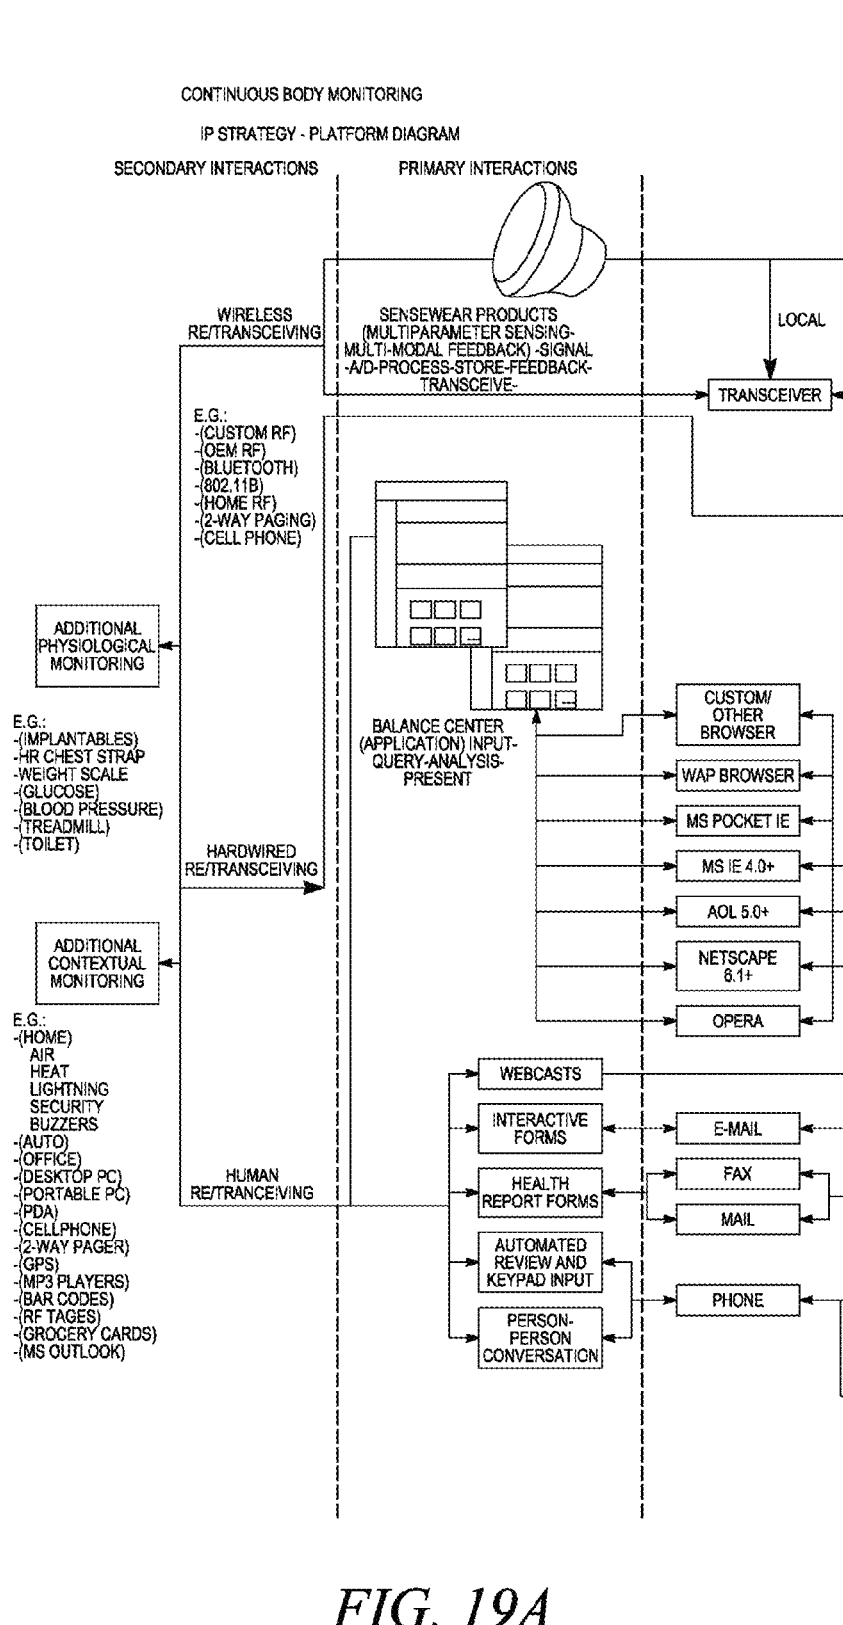 CONTINUOUS BODY MONITORING
IP STRATEGY - PLATFORM DIAGRAM
SECONDARY INTERACTIONS
PRIMARY INTERACTIONS
WIRELESS
RE/TRANSCEIVING
SENSEWEAR PRODUCTS
(MULTIPARAMETER SENSING-
MULTI-MODAL FEEDBACK) -SIGNAL
-A/D-PROCESS-STORE-FEEDBACK-
TRANSCEIVE-
LOCAL
TRANSCEIVER
E.G.:
-(CUSTOM RF)
-(OEM RF)
-(BLUETOOTH)
-(802.11B)
-(HOME RF)
-(2-WAY PAGING)
-(CELL PHONE)
ADDITIONAL
PHYSIOLOGICAL
MONITORING
E.G.:
-(IMPLANTABLES)
-HR CHEST STRAP
-WEIGHT SCALE
-(GLUCOSE)
-(BLOOD PRESSURE)
-(TREADMILL)
-(TOILET)
BALANCE CENTER
(APPLICATION) INPUT-
QUERY-ANALYSIS-
PRESENT
CUSTOM/
OTHER
BROWSER
WAP BROWSER
MS POCKET IE
MS IE 4.0+
AOL 5.0+
NETSCAPE
6.1+
OPERA
HARDWIRED
RE/TRANSCEIVING
ADDITIONAL
CONTEXTUAL
MONITORING
E.G.:
-(HOME)
AIR
HEAT
LIGHTNING
SECURITY
BUZZERS
-(AUTO)
-(OFFICE)
-(DESKTOP PC)
-(PORTABLE PC)
-(PDA)
-(CELLPHONE)
-(2-WAY PAGER)
-(GPS)
-(MP3 PLAYERS)
-(BAR CODES)
-(RF TAGES)
-(GROCERY CARDS)
-(MS OUTLOOK)
HUMAN
RE/TRANCEIVING
WEBCASTS
INTERACTIVE
FORMS
HEALTH
REPORT FORMS
AUTOMATED
REVIEW AND
KEYPAD INPUT
PERSON-
PERSON
CONVERSATION
E-MAIL
FAX
MAIL
PHONE
FIG. 19A